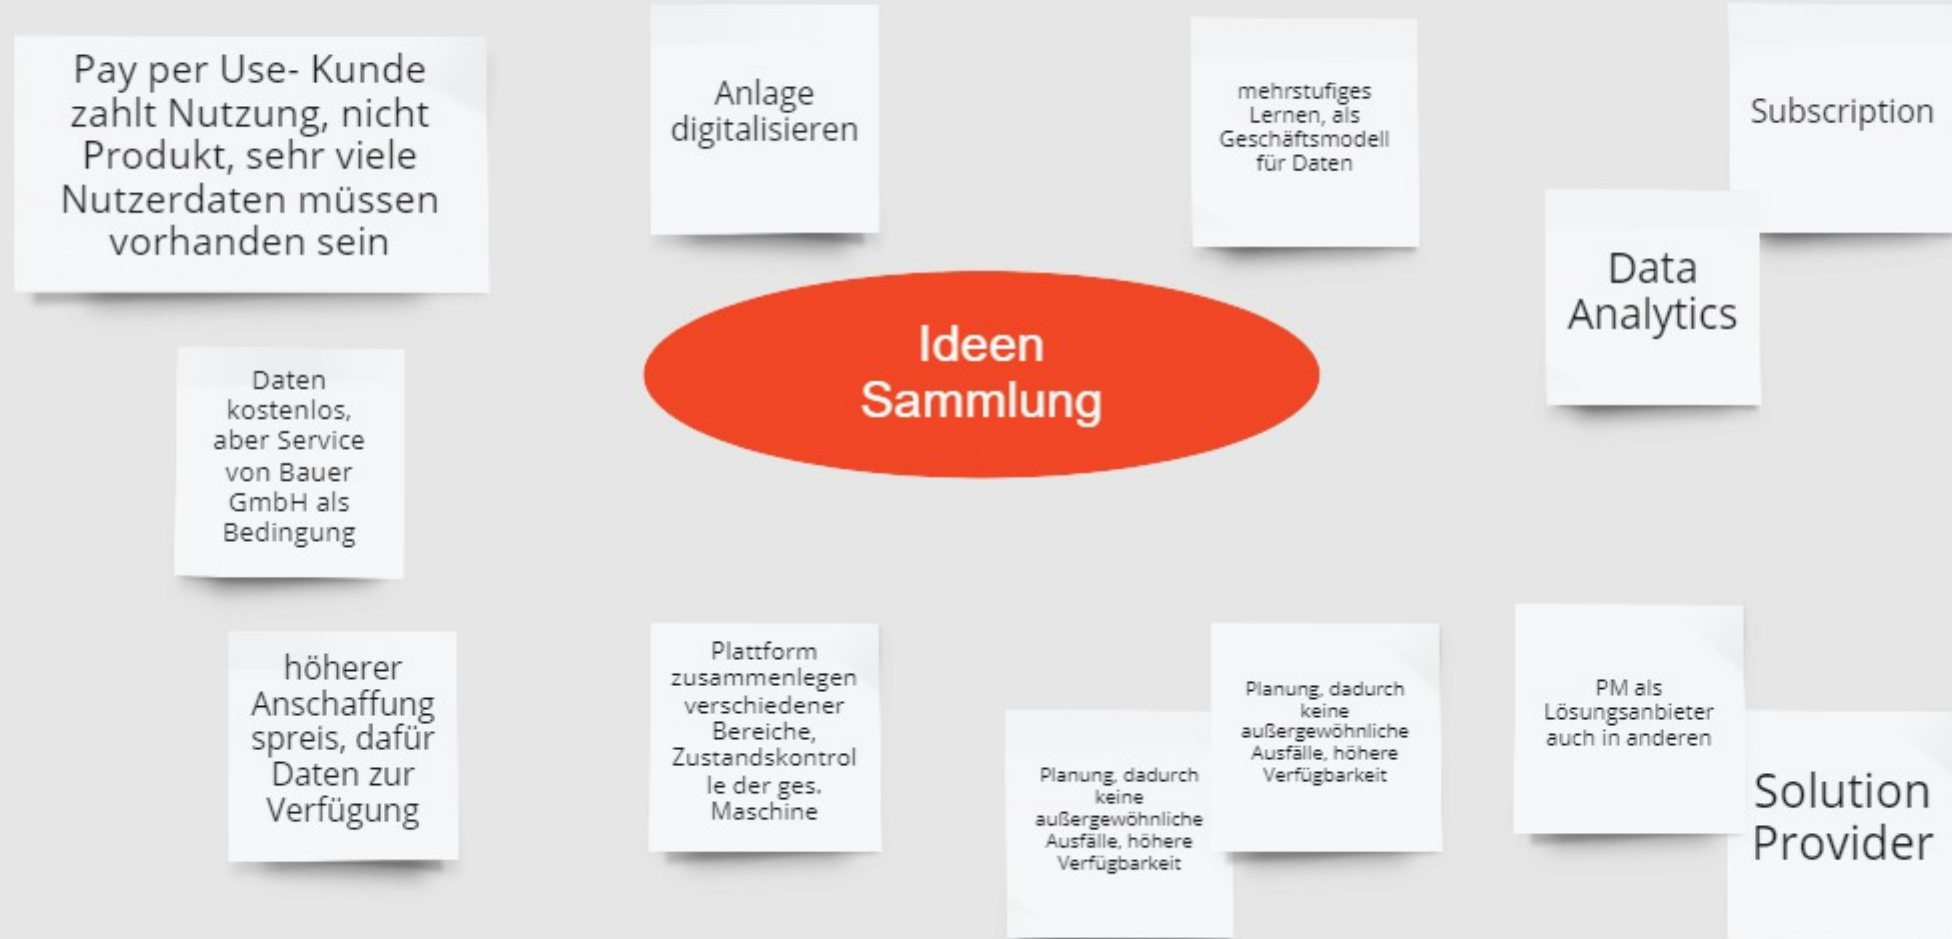 Pay per Use- Kunde
zahlt Nutzung, nicht
Produkt, sehr viele
Nutzerdaten müssen
vorhanden sein
Anlage
digitalisieren
mehrstufiges
Lernen, als
Geschäftsmodell
für Daten
Subscription
Data
Analytics
Ideen
Sammlung
Daten
kostenlos,
aber Service
von Bauer
GmbH als
Bedingung
höherer
Anschaffung
spreis, dafür
Daten zur
Verfügung
Plattform
zusammenlegen
verschiedener
Bereiche,
Zustandskontrol
le der ges.
Maschine
Planung, dadurch
keine
außergewöhnliche
Ausfälle, höhere
Verfügbarkeit
Planung, dadurch
keine
außergewöhnliche
Ausfälle, höhere
Verfügbarkeit
PM als
Lösungsanbieter
auch in anderen
Solution
Provider